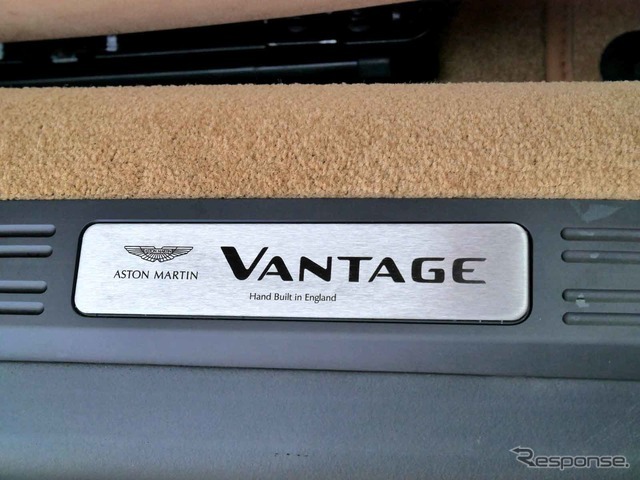 ASTON MARTIN
VANTAGE
Hand Built in England
Response.